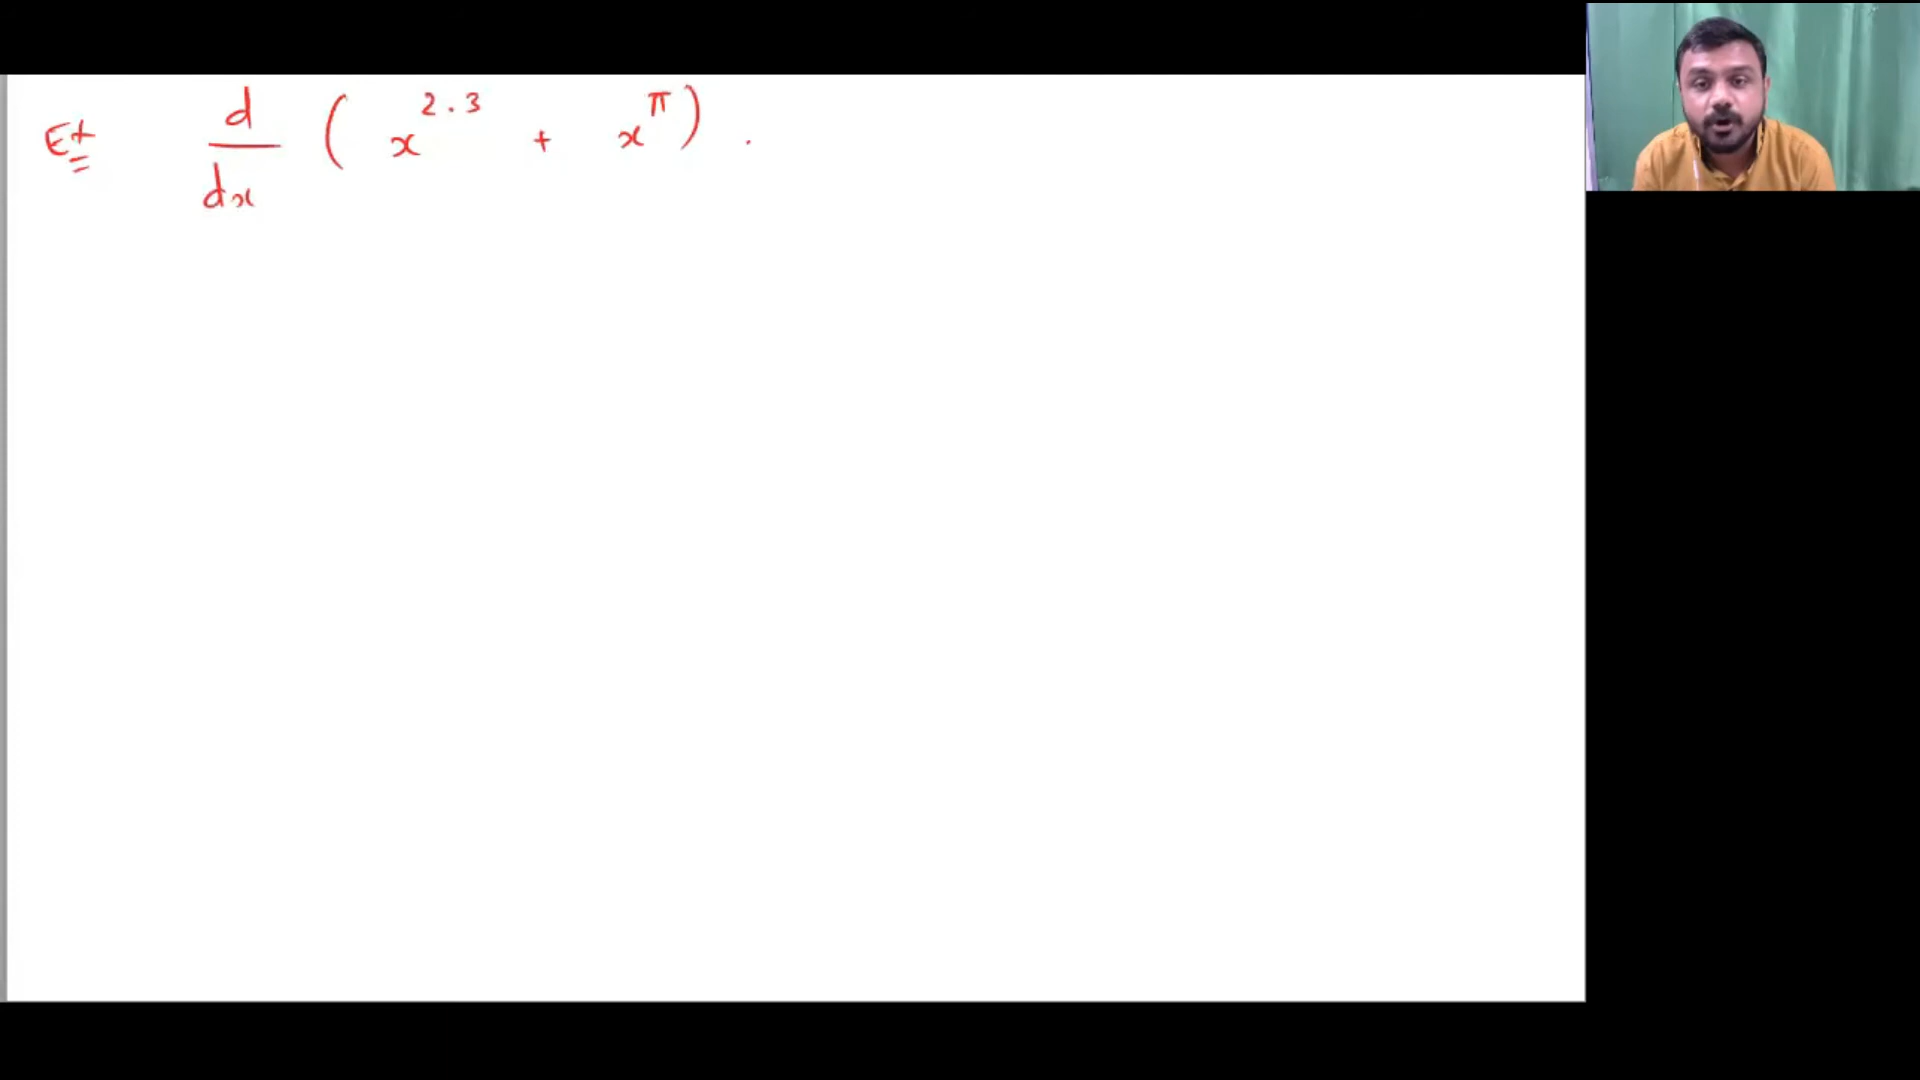 Ex d/dx ( x^2.3 + x^π ) .